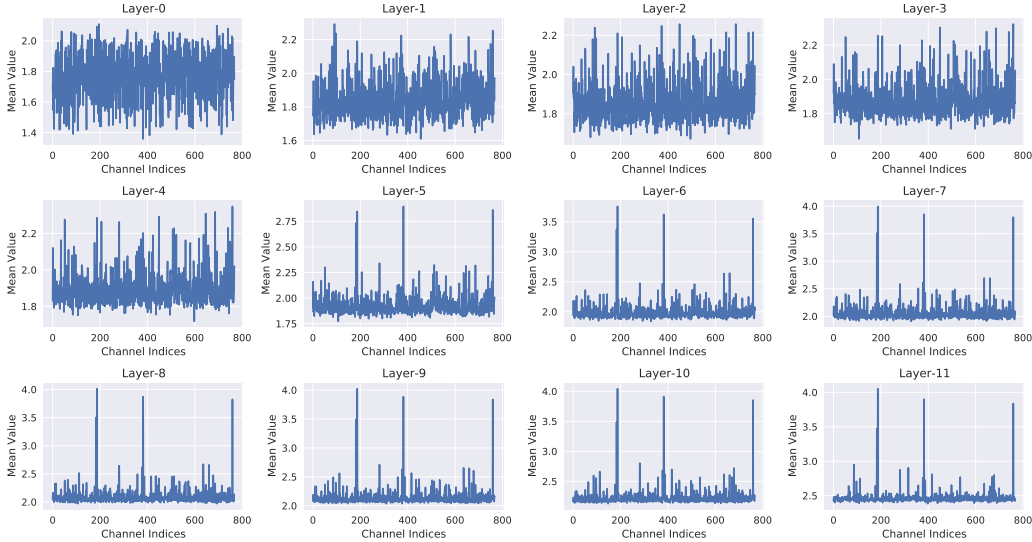 Layer-0 Layer-1 Layer-2 Layer-3
Mean Value 2.0 1.8 1.6 1.4 Mean Value 2.2 2.0 1.8 1.6 Mean Value 2.2 2.0 1.8 Mean Value 2.2 2.0 1.8
0 200 400 600 800 0 200 400 600 800 0 200 400 600 800 0 200 400 600 800
Channel Indices Channel Indices Channel Indices Channel Indices
Layer-4 Layer-5 Layer-6 Layer-7
Mean Value 2.2 2.0 1.8 Mean Value 2.75 2.50 2.25 2.00 1.75 Mean Value 3.5 3.0 2.5 2.0 Mean Value 4.0 3.5 3.0 2.5 2.0
0 200 400 600 800 0 200 400 600 800 0 200 400 600 800 0 200 400 600 800
Channel Indices Channel Indices Channel Indices Channel Indices
Layer-8 Layer-9 Layer-10 Layer-11
Mean Value 4.0 3.5 3.0 2.5 2.0 Mean Value 4.0 3.5 3.0 2.5 2.0 Mean Value 4.0 3.5 3.0 2.5 Mean Value 4.0 3.5 3.0 2.5
0 200 400 600 800 0 200 400 600 800 0 200 400 600 800 0 200 400 600 800
Channel Indices Channel Indices Channel Indices Channel Indices